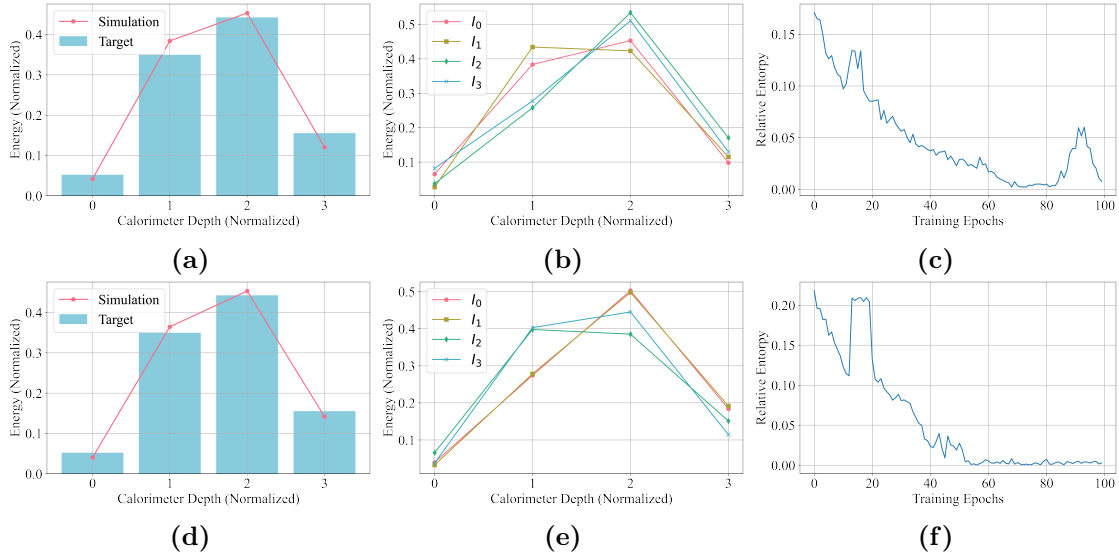 Simulation
Target
Energy (Normalized)
0.4
0.3
0.2
0.1
0.0
0 1 2 3
Calorimeter Depth (Normalized)
(a)
I₀
I₁
I₂
I₃
Energy (Normalized)
0.5
0.4
0.3
0.2
0.1
0 1 2 3
Calorimeter Depth (Normalized)
(b)
Relative Entorpy
0.15
0.10
0.05
0.00
0 20 40 60 80 100
Training Epochs
(c)
Simulation
Target
Energy (Normalized)
0.4
0.3
0.2
0.1
0.0
0 1 2 3
Calorimeter Depth (Normalized)
(d)
I₀
I₁
I₂
I₃
Energy (Normalized)
0.5
0.4
0.3
0.2
0.1
0 1 2 3
Calorimeter Depth (Normalized)
(e)
Relative Entorpy
0.20
0.15
0.10
0.05
0.00
0 20 40 60 80 100
Training Epochs
(f)